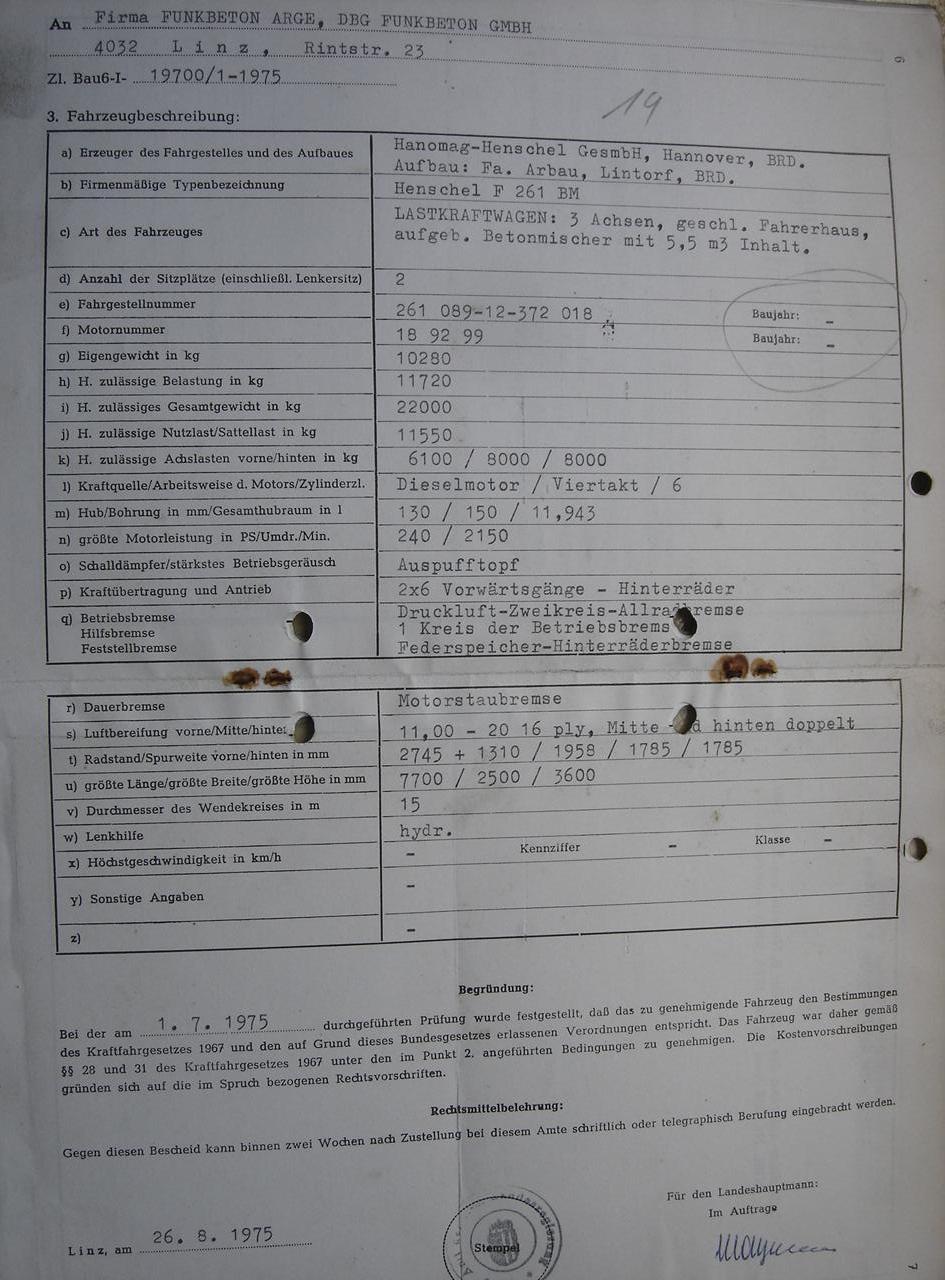 An Firma FUNKBETON ARGE, DBG FUNKBETON GMBH
4032 Linz, Rintstr. 23
Zl. Bau6-I- 19700/1-1975
6
19
3. Fahrzeugbeschreibung:
a) Erzeuger des Fahrgestelles und des Aufbaues Hanomag-Henschel GesmbH, Hannover, BRD.
Aufbau: Fa. Arbau, Lintorf, BRD.
b) Firmenmäßige Typenbezeichnung Henschel F 261 BM
c) Art des Fahrzeuges LASTKRAFTWAGEN: 3 Achsen, geschl. Fahrerhaus,
aufgeb. Betonmischer mit 5,5 m3 Inhalt.
d) Anzahl der Sitzplätze (einschließl. Lenkersitz) 2
e) Fahrgestellnummer 261 089-12-372 018 Baujahr: -
f) Motornummer 18 92 99 Baujahr: -
g) Eigengewicht in kg 10280
h) H. zulässige Belastung in kg 11720
i) H. zulässiges Gesamtgewicht in kg 22000
j) H. zulässige Nutzlast/Sattellast in kg 11550
k) H. zulässige Achslasten vorne/hinten in kg 6100 / 8000 / 8000
l) Kraftquelle/Arbeitsweise d. Motors/Zylinderzl. Dieselmotor / Viertakt / 6
m) Hub/Bohrung in mm/Gesamthubraum in l 130 / 150 / 11,943
n) größte Motorleistung in PS/Umdr./Min. 240 / 2150
o) Schalldämpfer/stärkstes Betriebsgeräusch Auspufftopf
p) Kraftübertragung und Antrieb 2x6 Vorwärtsgänge - Hinterräder
q) Betriebsbremse Druckluft-Zweikreis-Allradbremse
Hilfsbremse 1 Kreis der Betriebsbrems
Feststellbremse Federspeicher-Hinterräderbremse
r) Dauerbremse Motorstaubremse
s) Luftbereifung vorne/Mitte/hinten 11,00 - 20 16 ply, Mitte d hinten doppelt
t) Radstand/Spurweite vorne/hinten in mm 2745 + 1310 / 1958 / 1785 / 1785
u) größte Länge/größte Breite/größte Höhe in mm 7700 / 2500 / 3600
v) Durchmesser des Wendekreises in m 15
w) Lenkhilfe hydr.
x) Höchstgeschwindigkeit in km/h - Kennziffer - Klasse -
y) Sonstige Angaben -
z) -
Begründung:
Bei der am 1. 7. 1975 durchgeführten Prüfung wurde festgestellt, daß das zu genehmigende Fahrzeug den Bestimmungen
des Kraftfahrgesetzes 1967 und den auf Grund dieses Bundesgesetzes erlassenen Verordnungen entspricht. Das Fahrzeug war daher gemäß
§§ 28 und 31 des Kraftfahrgesetzes 1967 unter den im Punkt 2. angeführten Bedingungen zu genehmigen. Die Kostenvorschreibungen
gründen sich auf die im Spruch bezogenen Rechtsvorschriften.
Rechtsmittelbelehrung:
Gegen diesen Bescheid kann binnen zwei Wochen nach Zustellung bei diesem Amte schriftlich oder telegraphisch Berufung eingebracht werden.
Für den Landeshauptmann:
Im Auftrage
Linz, am 26. 8. 1975
Stempel
7